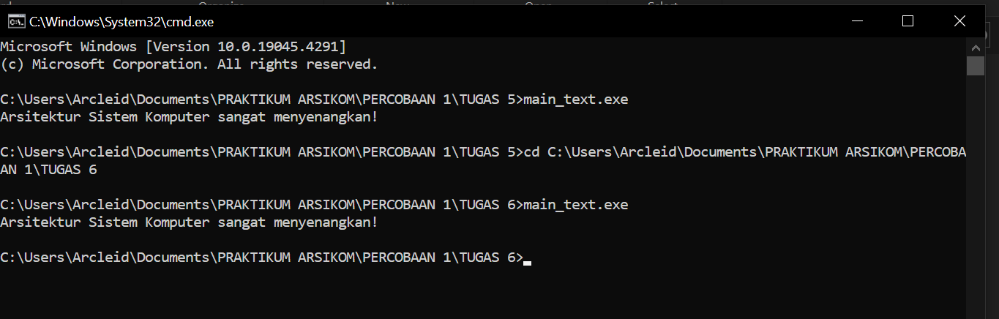 C:\Windows\System32\cmd.exe
Microsoft Windows [Version 10.0.19045.4291]
(c) Microsoft Corporation. All rights reserved.
C:\Users\Arcleid\Documents\PRAKTIKUM ARSIKOM\PERCOBAAN 1\TUGAS 5>main_text.exe
Arsitektur Sistem Komputer sangat menyenangkan!
C:\Users\Arcleid\Documents\PRAKTIKUM ARSIKOM\PERCOBAAN 1\TUGAS 5>cd C:\Users\Arcleid\Documents\PRAKTIKUM ARSIKOM\PERCOBA
AN 1\TUGAS 6
C:\Users\Arcleid\Documents\PRAKTIKUM ARSIKOM\PERCOBAAN 1\TUGAS 6>main_text.exe
Arsitektur Sistem Komputer sangat menyenangkan!
C:\Users\Arcleid\Documents\PRAKTIKUM ARSIKOM\PERCOBAAN 1\TUGAS 6>